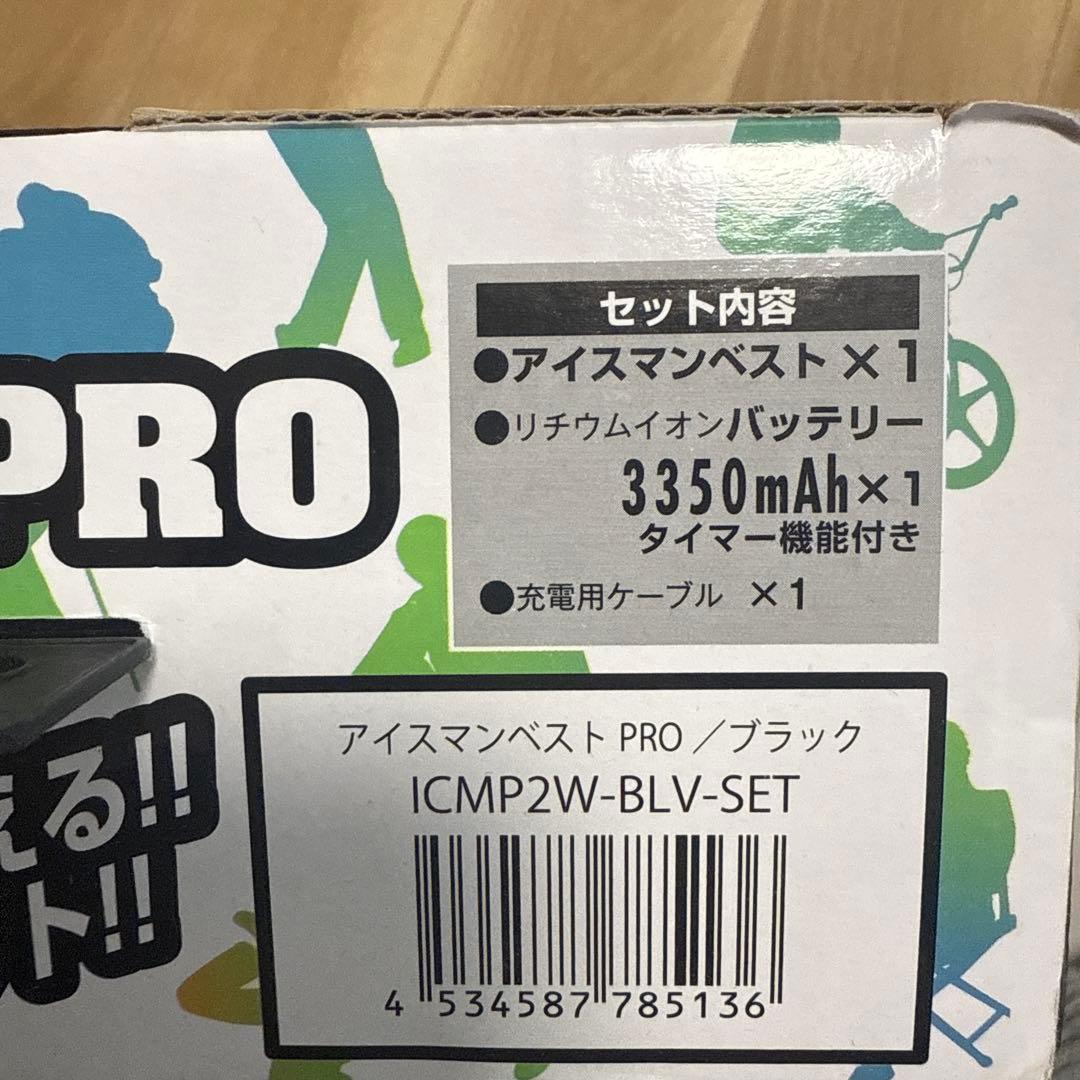 PRO
セット内容
●アイスマンベスト×1
●リチウムイオンバッテリー
3350mAh×1
タイマー機能付き
●充電用ケーブル ×1
える!!
ト!!
アイスマンベスト PRO／ブラック
ICMP2W-BLV-SET
4 534587 785136